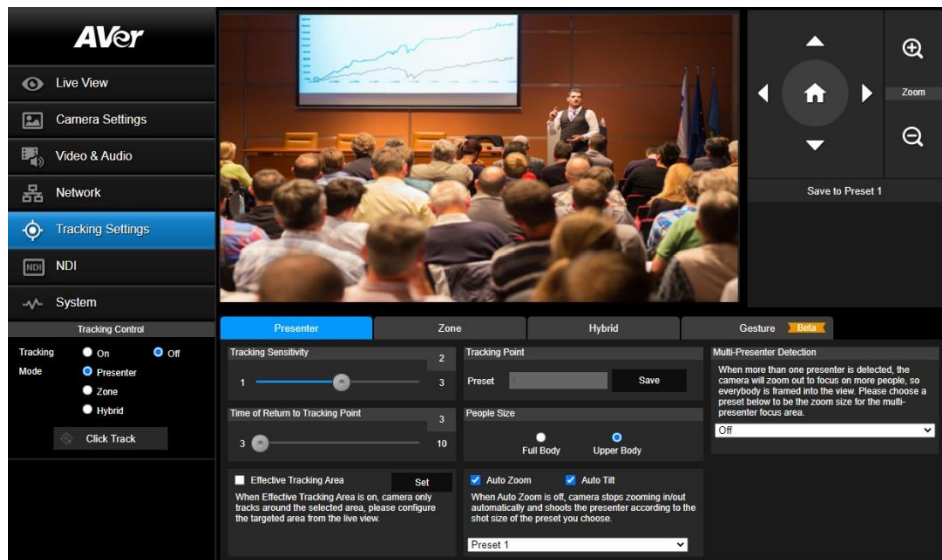 AVer
Live View
Camera Settings
Video & Audio
Network
Tracking Settings
NDI
NDI
System
Tracking Control
Tracking
On
Off
Mode
Presenter
Zone
Hybrid
Click Track
Zoom
Save to Preset 1
Presenter
Zone
Hybrid
Gesture
Beta
Tracking Sensitivity
2
1
3
Time of Return to Tracking Point
3
3
10
Effective Tracking Area
Set
When Effective Tracking Area is on, camera only
tracks around the selected area, please configure
the targeted area from the live view.
Tracking Point
Preset
1
Save
People Size
Full Body
Upper Body
Auto Zoom
Auto Tilt
When Auto Zoom is off, camera stops zooming in/out
automatically and shoots the presenter according to the
shot size of the preset you choose.
Preset 1
Multi-Presenter Detection
When more than one presenter is detected, the
camera will zoom out to focus on more people, so
everybody is framed into the view. Please choose a
preset below to be the zoom size for the multi-
presenter focus area.
Off